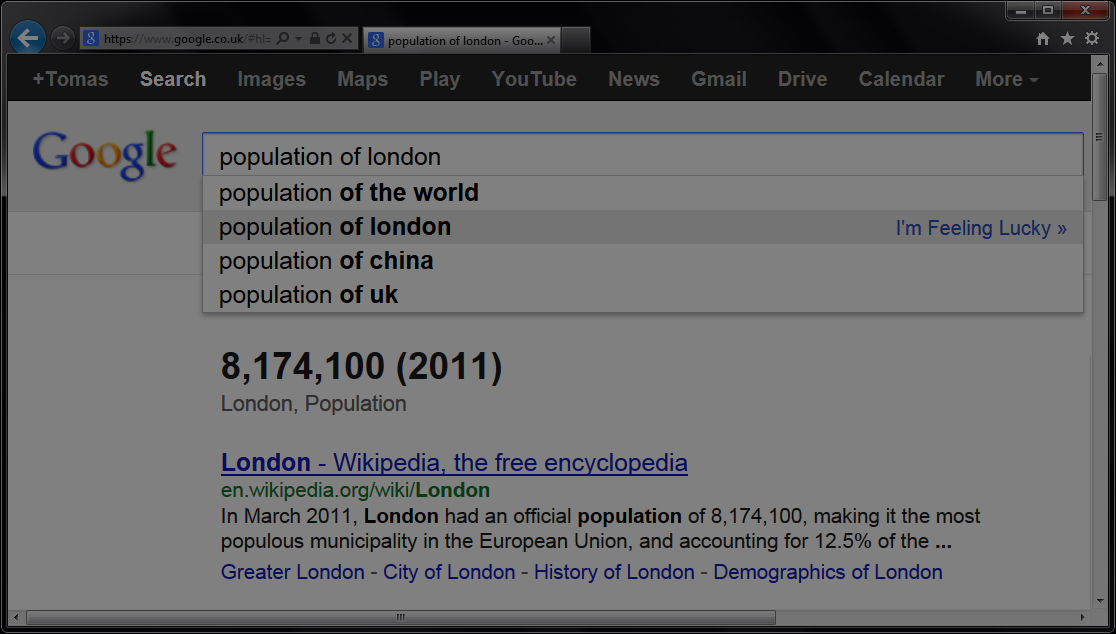 https://www.google.co.uk/#hl=
population of london - Goo...
+Tomas Search Images Maps Play YouTube News Gmail Drive Calendar More
Google
population of london
population of the world
population of london I'm Feeling Lucky »
population of china
population of uk
8,174,100 (2011)
London, Population
London - Wikipedia, the free encyclopedia
en.wikipedia.org/wiki/London
In March 2011, London had an official population of 8,174,100, making it the most
populous municipality in the European Union, and accounting for 12.5% of the ...
Greater London - City of London - History of London - Demographics of London